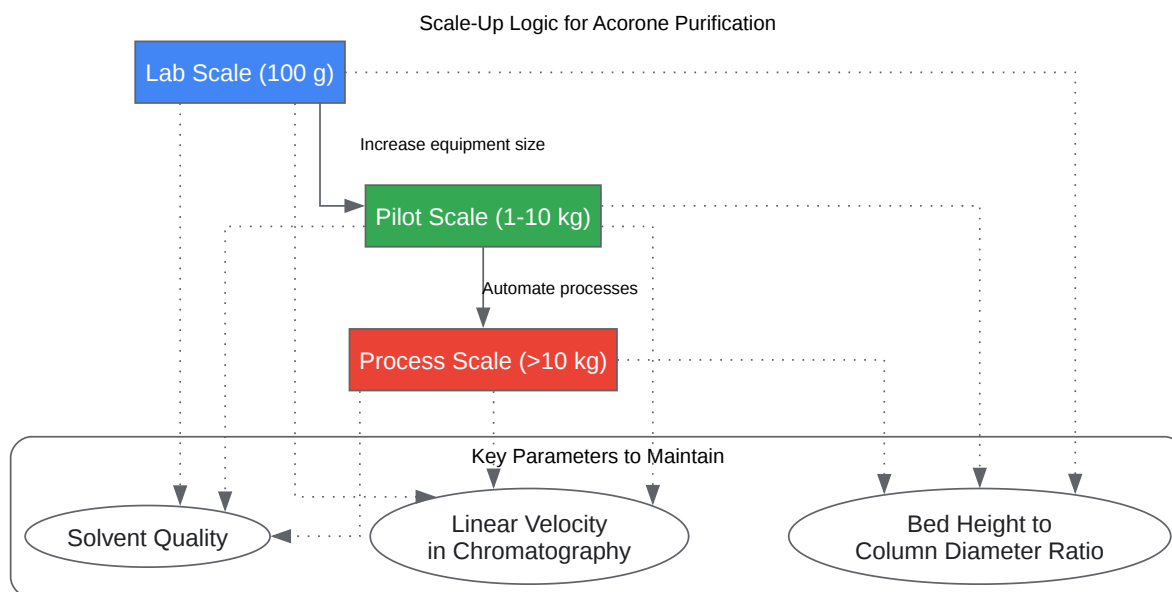 Scale-Up Logic for Acorone Purification
Lab Scale (100 g)
Increase equipment size
Pilot Scale (1-10 kg)
Automate processes
Process Scale (>10 kg)
Key Parameters to Maintain
Solvent Quality
Linear Velocity
in Chromatography
Bed Height to
Column Diameter Ratio